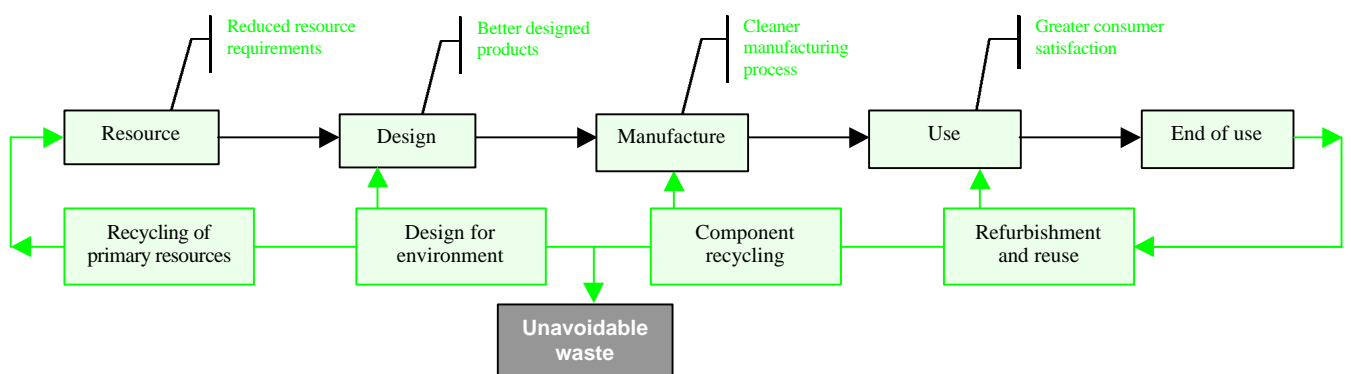 Reduced resource
requirements
Better designed
products
Cleaner
manufacturing
process
Greater consumer
satisfaction
Resource
Design
Manufacture
Use
End of use
Recycling of
primary resources
Design for
environment
Component
recycling
Refurbishment
and reuse
Unavoidable
waste